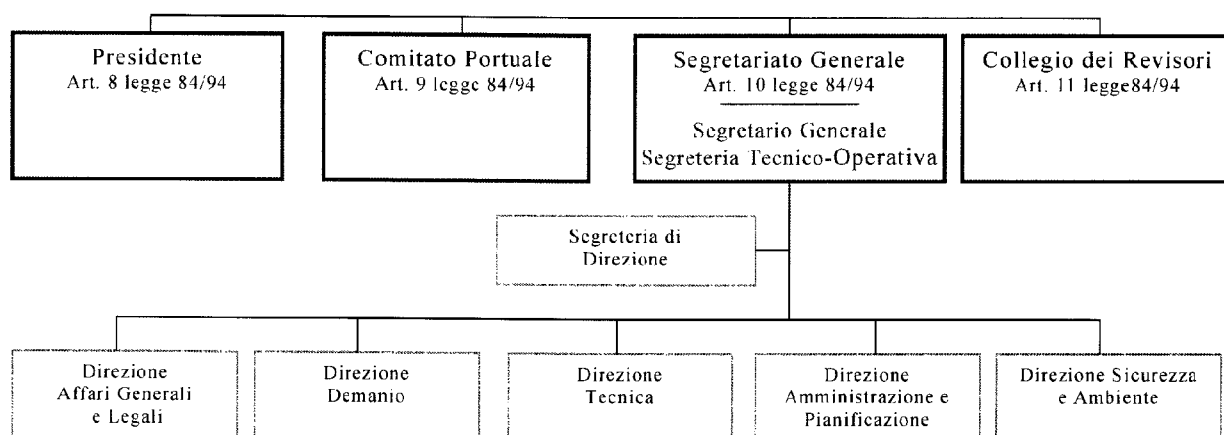 Presidente
Art. 8 legge 84/94
Comitato Portuale
Art. 9 legge 84/94
Segretariato Generale
Art. 10 legge 84/94
Segretario Generale
Segreteria Tecnico-Operativa
Collegio dei Revisori
Art. 11 legge84/94
Segreteria di
Direzione
Direzione
Affari Generali
e Legali
Direzione
Demanio
Direzione
Tecnica
Direzione
Amministrazione e
Pianificazione
Direzione Sicurezza
e Ambiente